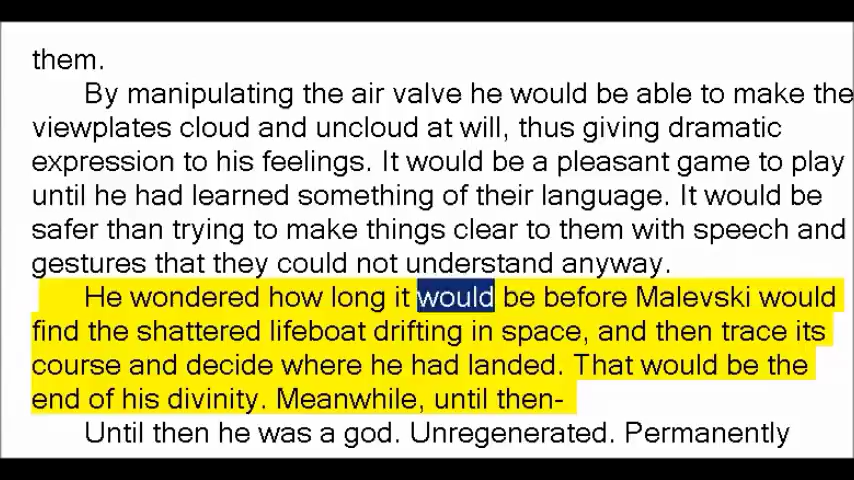 them.
By manipulating the air valve he would be able to make the
viewplates cloud and uncloud at will, thus giving dramatic
expression to his feelings. It would be a pleasant game to play
until he had learned something of their language. It would be
safer than trying to make things clear to them with speech and
gestures that they could not understand anyway.
He wondered how long it would be before Malevski would
find the shattered lifeboat drifting in space, and then trace its
course and decide where he had landed. That would be the
end of his divinity. Meanwhile, until then-
Until then he was a god. Unregenerated. Permanently